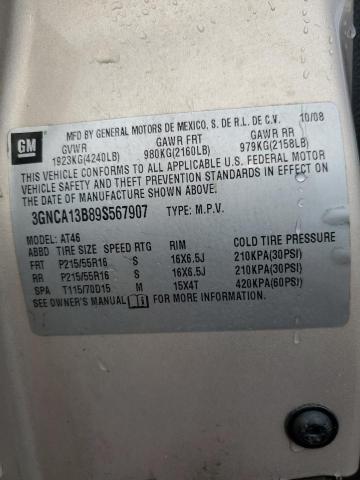 GM
MFD BY GENERAL MOTORS DE MEXICO, S. DE R.L. DE C.V. 10/08
GVWR GAWR FRT GAWR RR
1923KG(4240LB) 980KG(2160LB) 979KG(2158LB)
THIS VEHICLE CONFORMS TO ALL APPLICABLE U.S. FEDERAL MOTOR
VEHICLE SAFETY AND THEFT PREVENTION STANDARDS IN EFFECT ON
THE DATE OF MANUFACTURE SHOWN ABOVE.
3GNCA13B89S567907 TYPE: M.P.V.
MODEL: AT46
ABBD TIRE SIZE SPEED RTG RIM COLD TIRE PRESSURE
FRT P215/55R16 S 16X6.5J 210KPA(30PSI)
RR P215/55R16 S 16X6.5J 210KPA(30PSI)
SPA T115/70D15 M 15X4T 420KPA(60PSI)
SEE OWNER'S MANUAL FOR MORE INFORMATION.